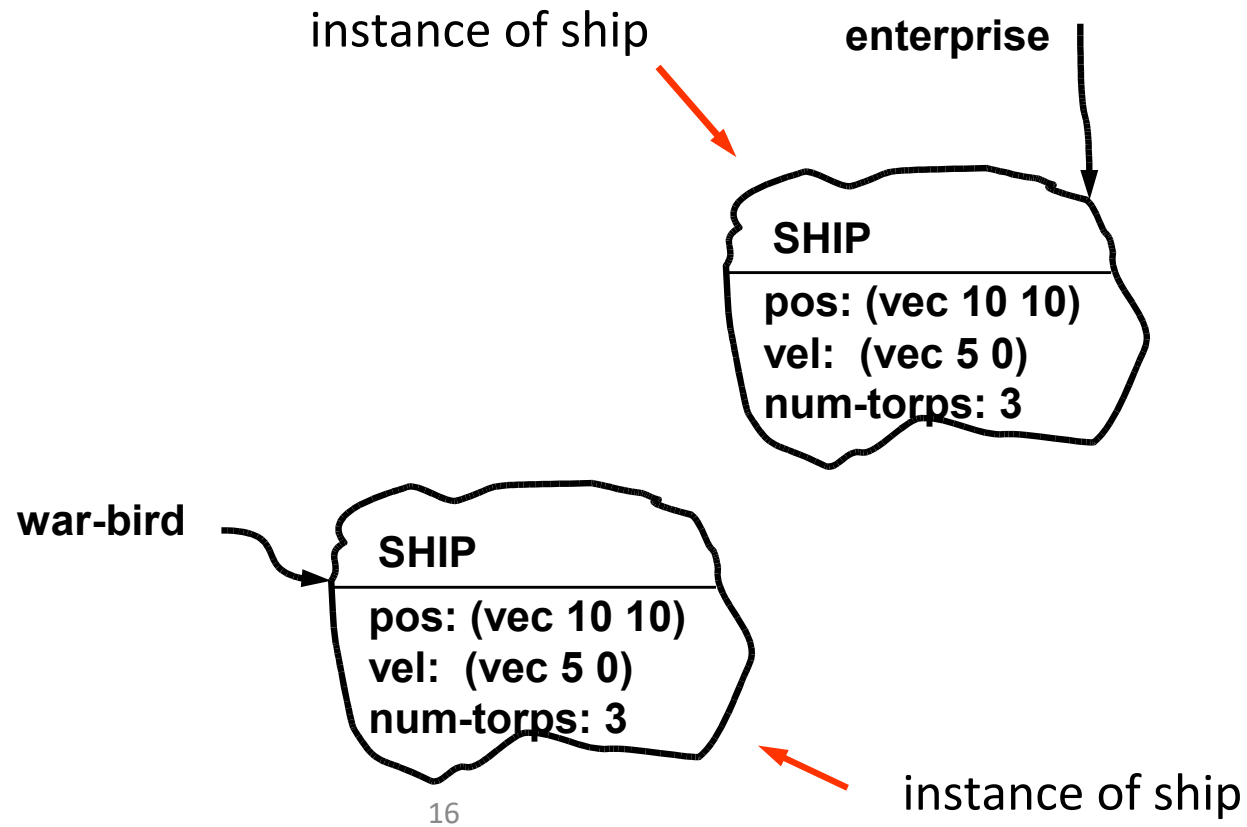 instance of ship
enterprise
SHIP
pos: (vec 10 10)
vel: (vec 5 0)
num-torps: 3
war-bird
SHIP
pos: (vec 10 10)
vel: (vec 5 0)
num-torps: 3
instance of ship
16